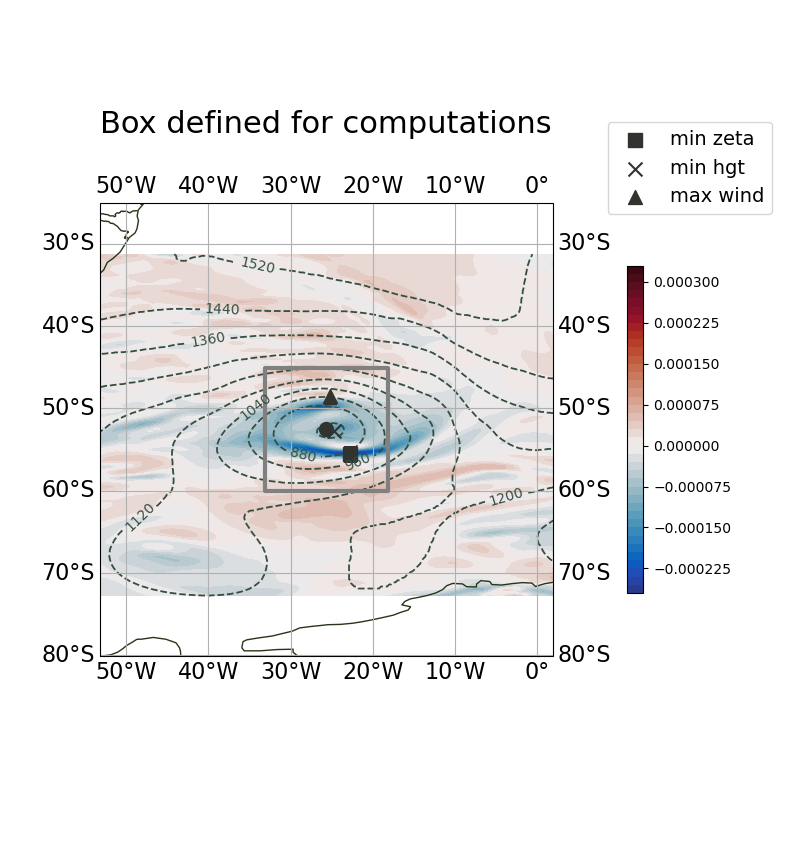 Box defined for computations
min zeta
min hgt
max wind
50°W 40°W 30°W 20°W 10°W 0°
30°S 30°S
1520
0.000300
1440
40°S 40°S
0.000225
1360
0.000150
50°S 50°S
1040
0.000075
0.000000
880
960
60°S 60°S
1200
−0.000075
1120
−0.000150
70°S 70°S
−0.000225
80°S 80°S
50°W 40°W 30°W 20°W 10°W 0°